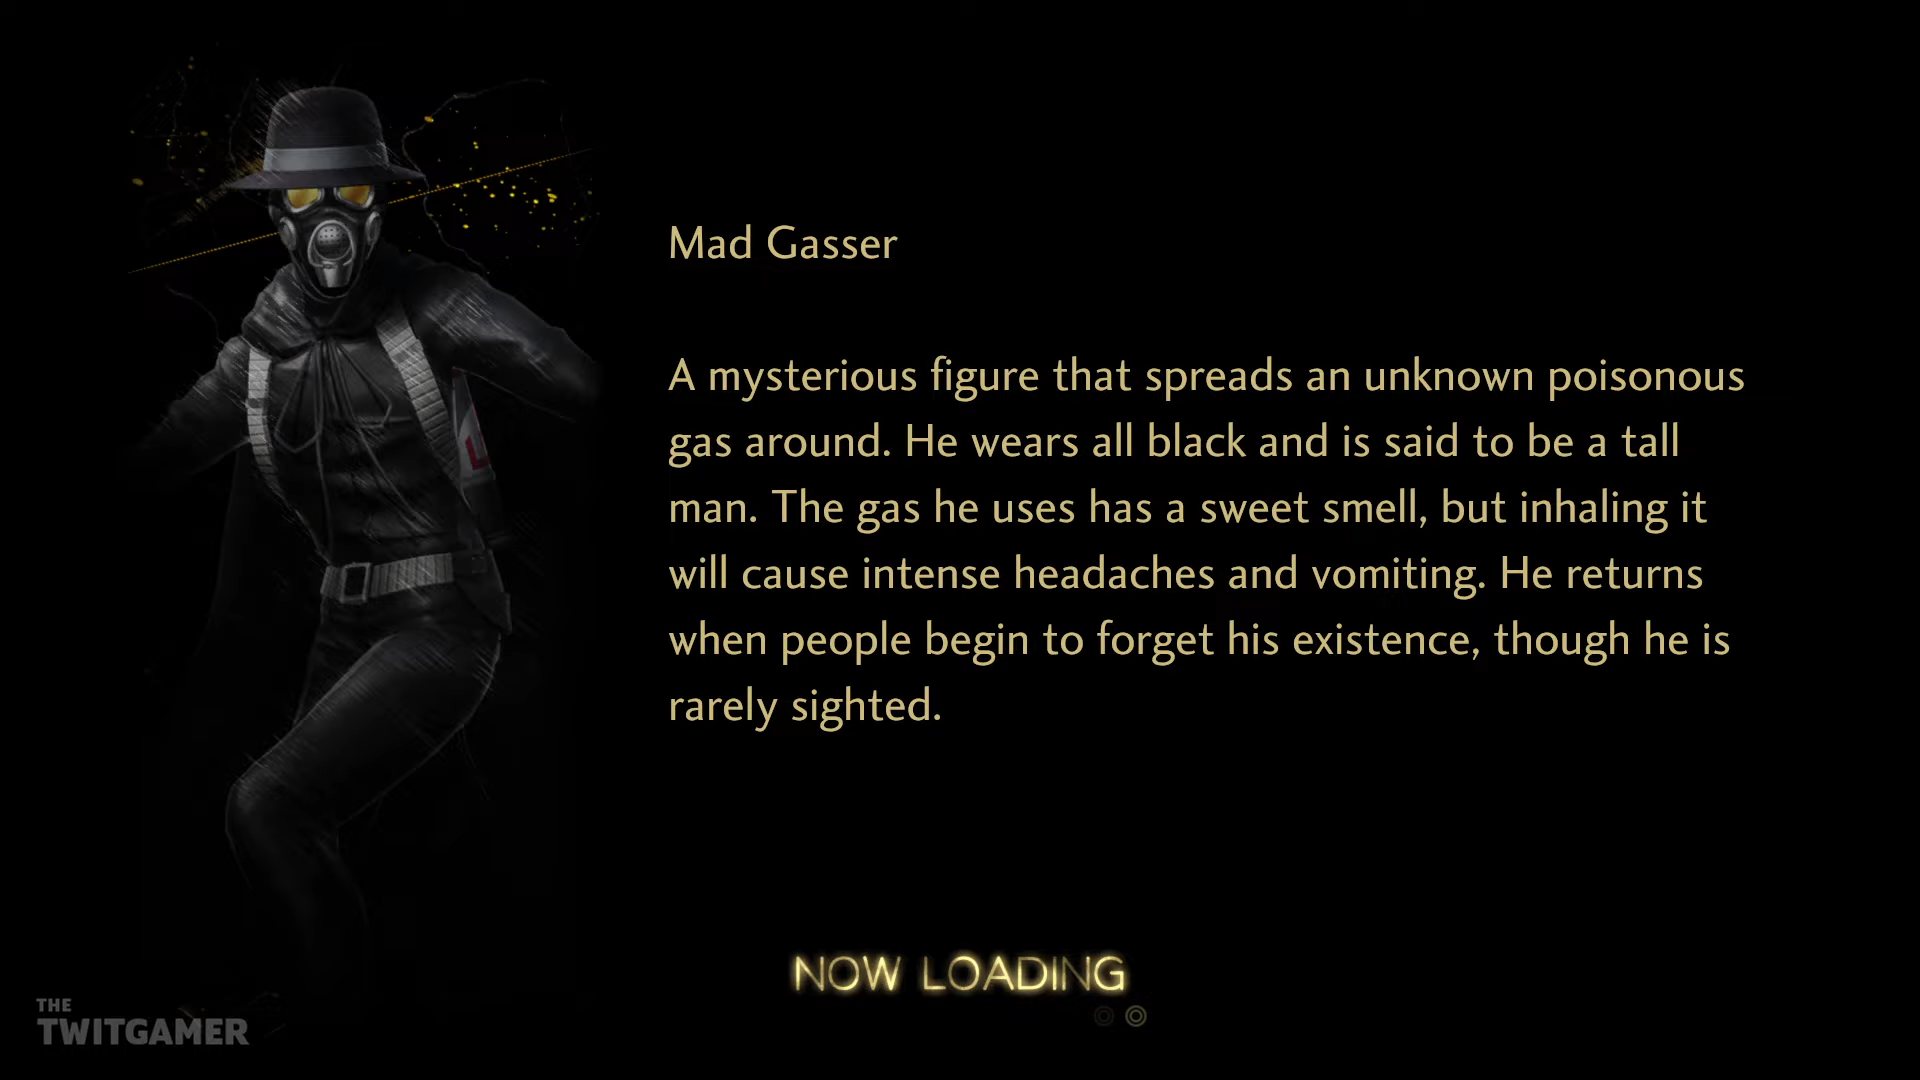 Mad Gasser
A mysterious figure that spreads an unknown poisonous
gas around. He wears all black and is said to be a tall
man. The gas he uses has a sweet smell, but inhaling it
will cause intense headaches and vomiting. He returns
when people begin to forget his existence, though he is
rarely sighted.
NOW LOADING
THE
TWITGAMER